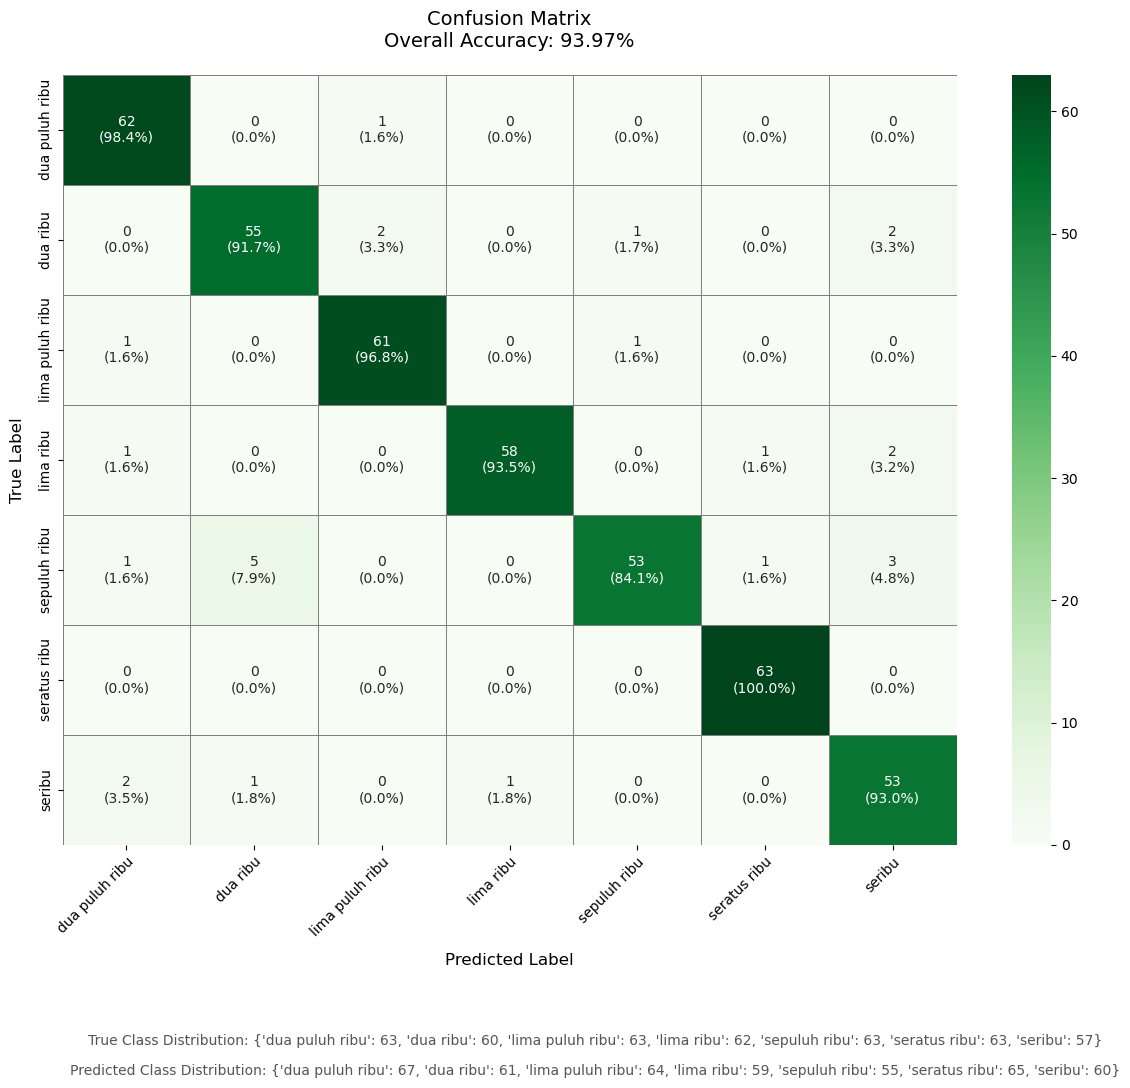 Confusion Matrix
Overall Accuracy: 93.97%
dua puluh ribu
62 0 1 0 0 0 0
(98.4%) (0.0%) (1.6%) (0.0%) (0.0%) (0.0%) (0.0%)
dua ribu
0 55 2 0 1 0 2
(0.0%) (91.7%) (3.3%) (0.0%) (1.7%) (0.0%) (3.3%)
lima puluh ribu
1 0 61 0 1 0 0
(1.6%) (0.0%) (96.8%) (0.0%) (1.6%) (0.0%) (0.0%)
True Label
lima ribu
1 0 0 58 0 1 2
(1.6%) (0.0%) (0.0%) (93.5%) (0.0%) (1.6%) (3.2%)
sepuluh ribu
1 5 0 0 53 1 3
(1.6%) (7.9%) (0.0%) (0.0%) (84.1%) (1.6%) (4.8%)
seratus ribu
0 0 0 0 0 63 0
(0.0%) (0.0%) (0.0%) (0.0%) (0.0%) (100.0%) (0.0%)
seribu
2 1 0 1 0 0 53
(3.5%) (1.8%) (0.0%) (1.8%) (0.0%) (0.0%) (93.0%)
dua puluh ribu dua ribu lima puluh ribu lima ribu sepuluh ribu seratus ribu seribu
Predicted Label
60
50
40
30
20
10
0
True Class Distribution: {'dua puluh ribu': 63, 'dua ribu': 60, 'lima puluh ribu': 63, 'lima ribu': 62, 'sepuluh ribu': 63, 'seratus ribu': 63, 'seribu': 57}
Predicted Class Distribution: {'dua puluh ribu': 67, 'dua ribu': 61, 'lima puluh ribu': 64, 'lima ribu': 59, 'sepuluh ribu': 55, 'seratus ribu': 65, 'seribu': 60}